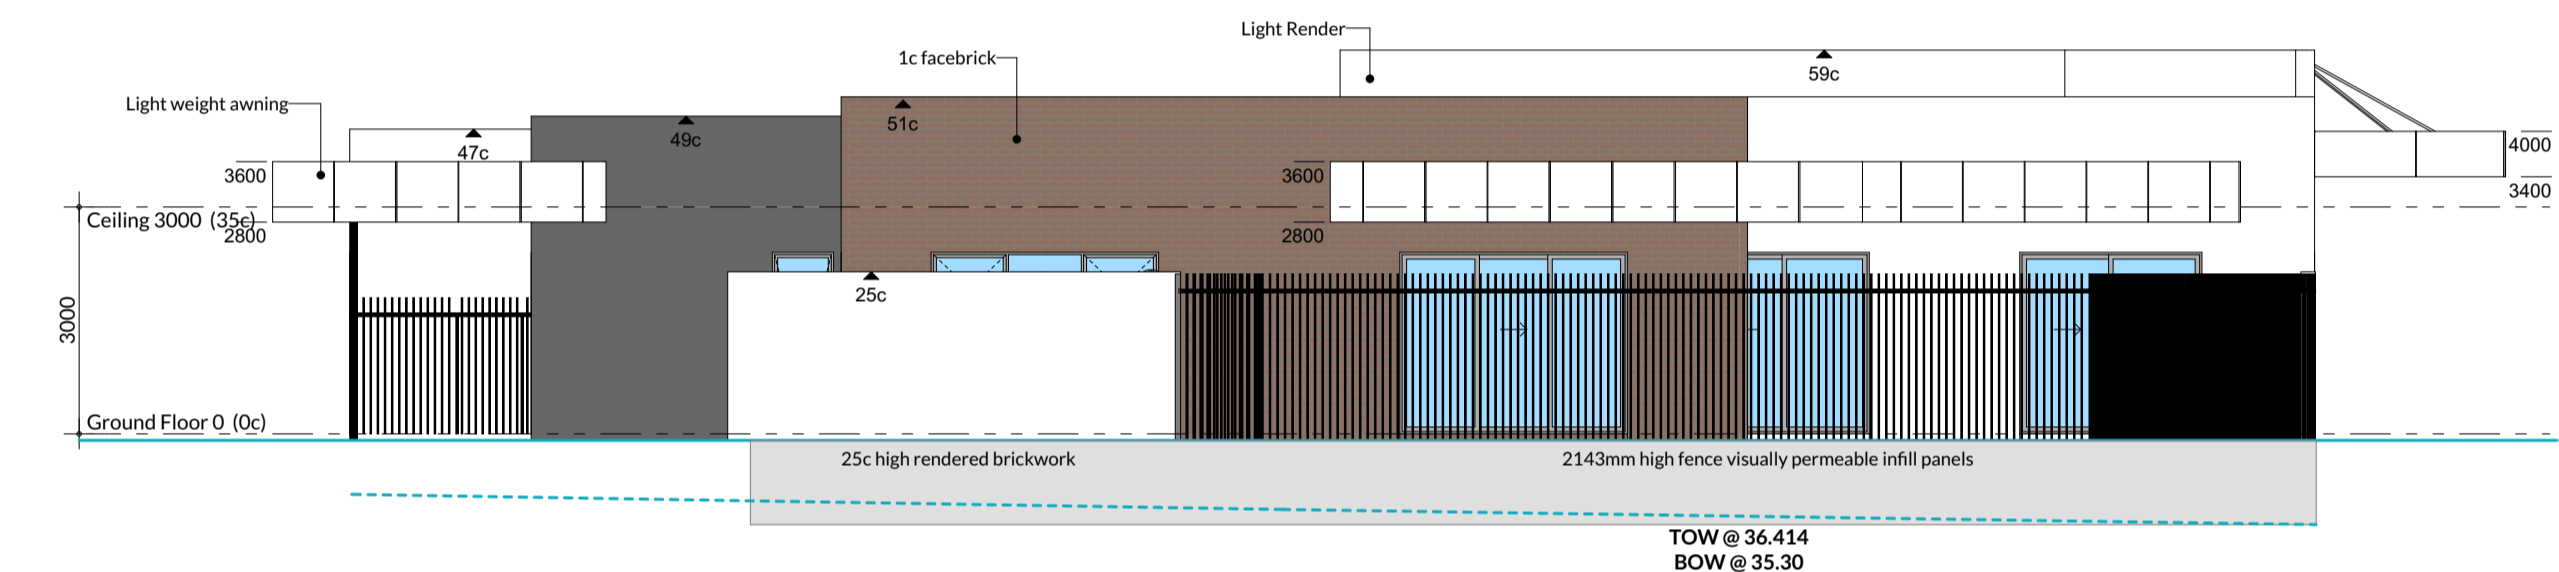 Light Render
1c facebrick
59c
Light weight awning
51c
49c
47c
4000
3600
3600
3400
Ceiling 3000 (35c)
2800
2800
25c
3000
Ground Floor 0 (0c)
25c high rendered brickwork
2143mm high fence visually permeable infill panels
TOW @ 36.414
BOW @ 35.30